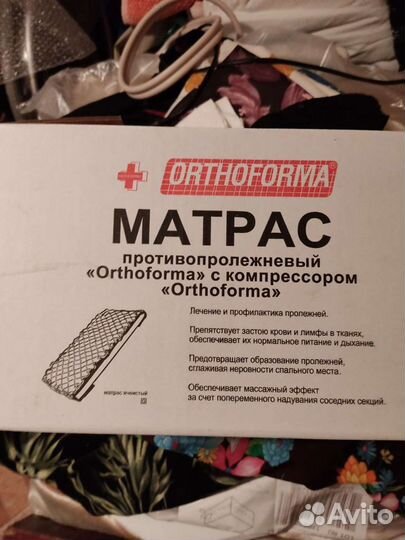 ORTHOFORMA®
МАТРАС
противопролежневый
«Orthoforma» с компрессором
«Orthoforma»
Лечение и профилактика пролежней.
Препятствует застою крови и лимфы в тканях,
обеспечивает их нормальное питание и дыхание.
Предотвращает образование пролежней,
сглаживая неровности спального места.
Обеспечивает массажный эффект
за счет попеременного надувания соседних секций.
матрас ячеистый
Avito